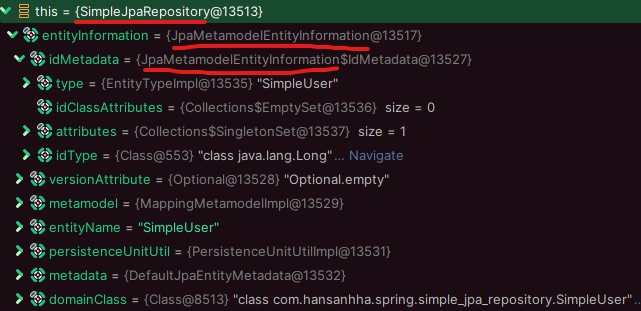 this = {SimpleJpaRepository@13513}
entityInformation = {JpaMetamodelEntityInformation@13517}
idMetadata = {JpaMetamodelEntityInformation$IdMetadata@13527}
type = {EntityTypeImpl@13535} "SimpleUser"
idClassAttributes = {Collections$EmptySet@13536} size = 0
attributes = {Collections$SingletonSet@13537} size = 1
idType = {Class@553} "class java.lang.Long"... Navigate
versionAttribute = {Optional@13528} "Optional.empty"
metamodel = {MappingMetamodelImpl@13529}
entityName = "SimpleUser"
persistenceUnitUtil = {PersistenceUnitUtilImpl@13531}
metadata = {DefaultJpaEntityMetadata@13532}
domainClass = {Class@8513} "class com.hansanhha.spring.simple_jpa_repository.SimpleUser"...